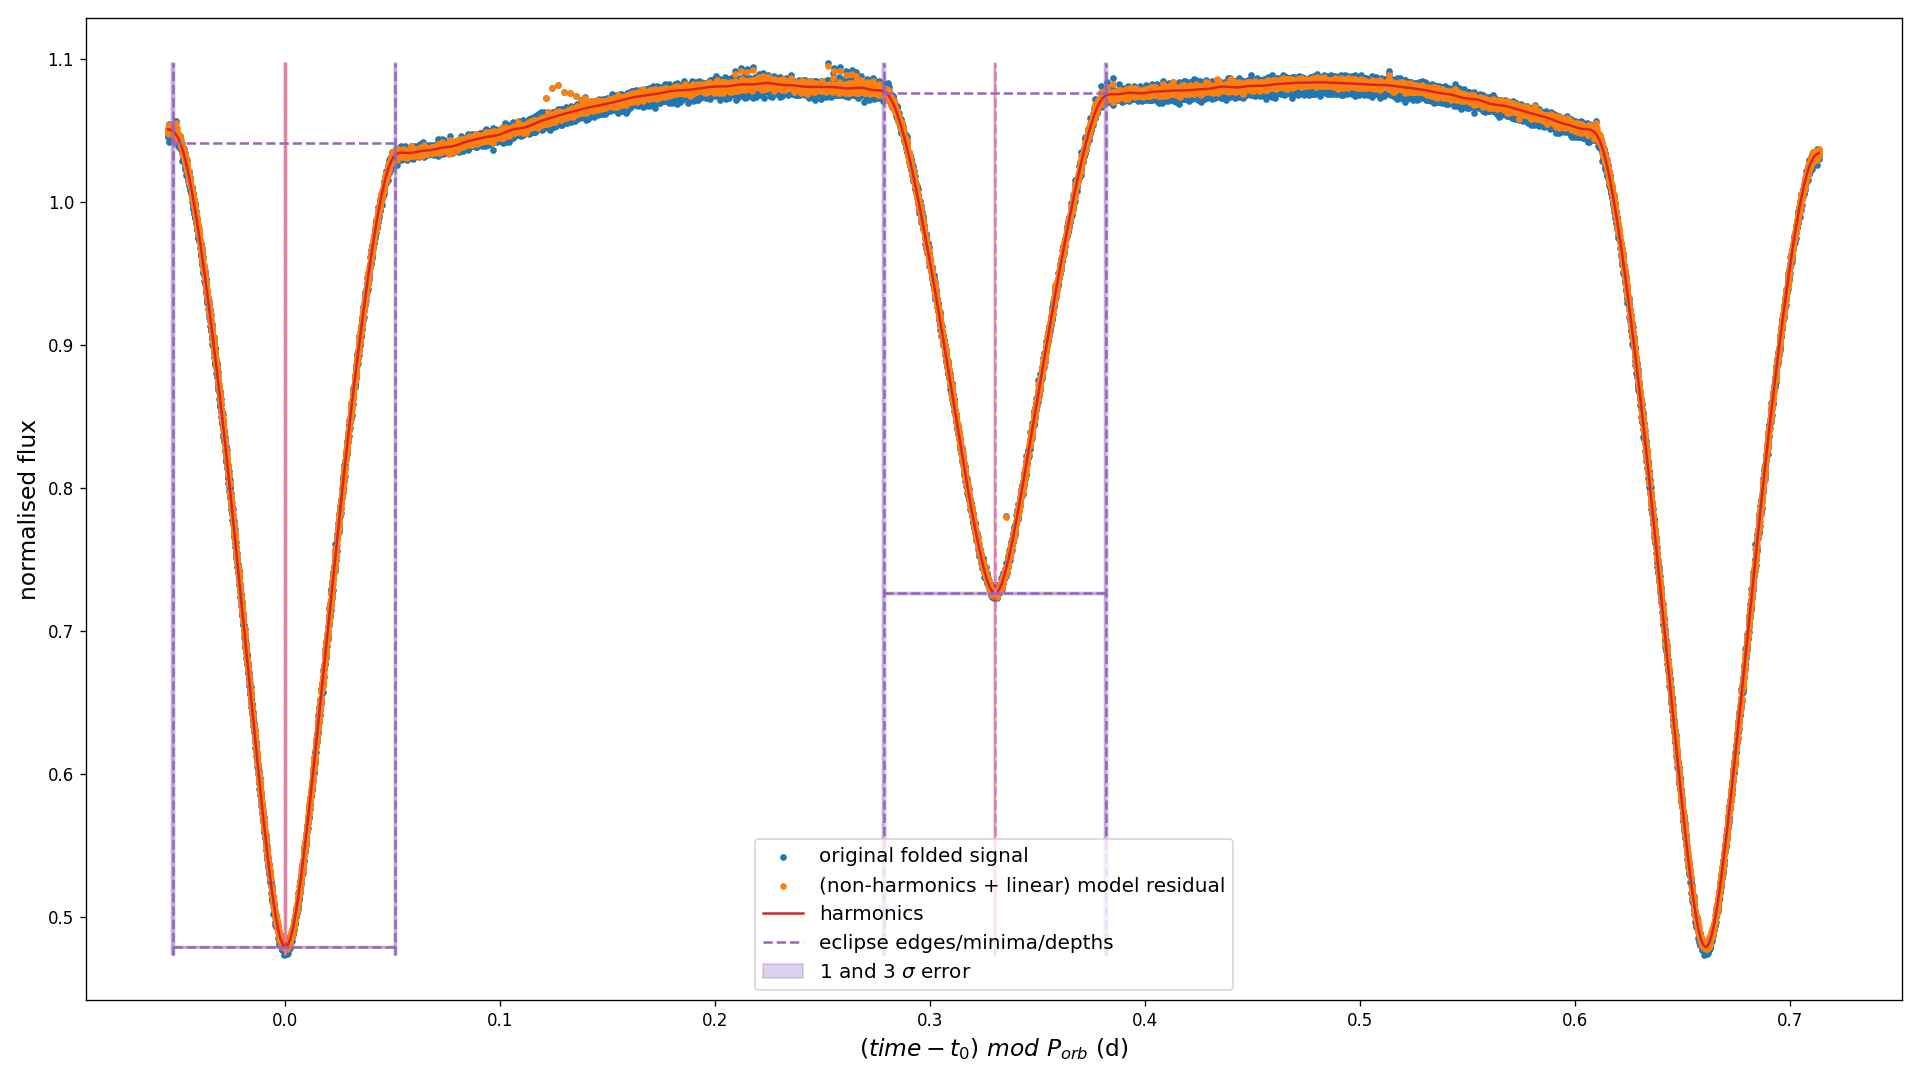 1.1
1.0
0.9
0.8
0.7
0.6
0.5
normalised flux
original folded signal
(non-harmonics + linear) model residual
harmonics
eclipse edges/minima/depths
1 and 3 σ error
0.0 0.1 0.2 0.3 0.4 0.5 0.6 0.7
(time − t₀) mod Pₒᵣb (d)